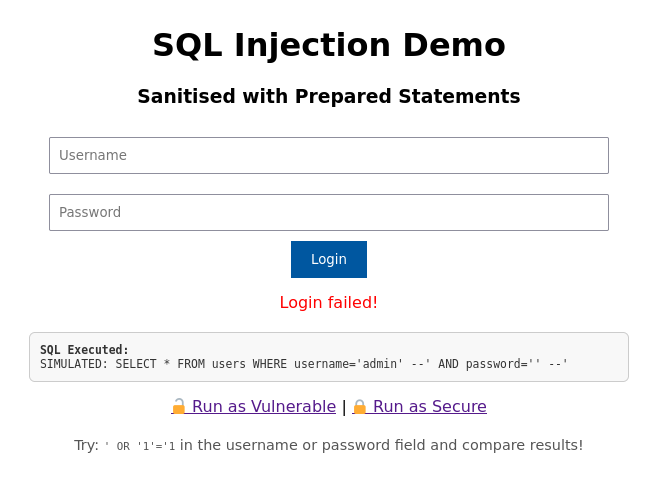 SQL Injection Demo
Sanitised with Prepared Statements
Username
Password
Login
Login failed!
SQL Executed:
SIMULATED: SELECT * FROM users WHERE username='admin' --' AND password='' --'
🔓 Run as Vulnerable | 🔒 Run as Secure
Try: ' OR '1'='1 in the username or password field and compare results!